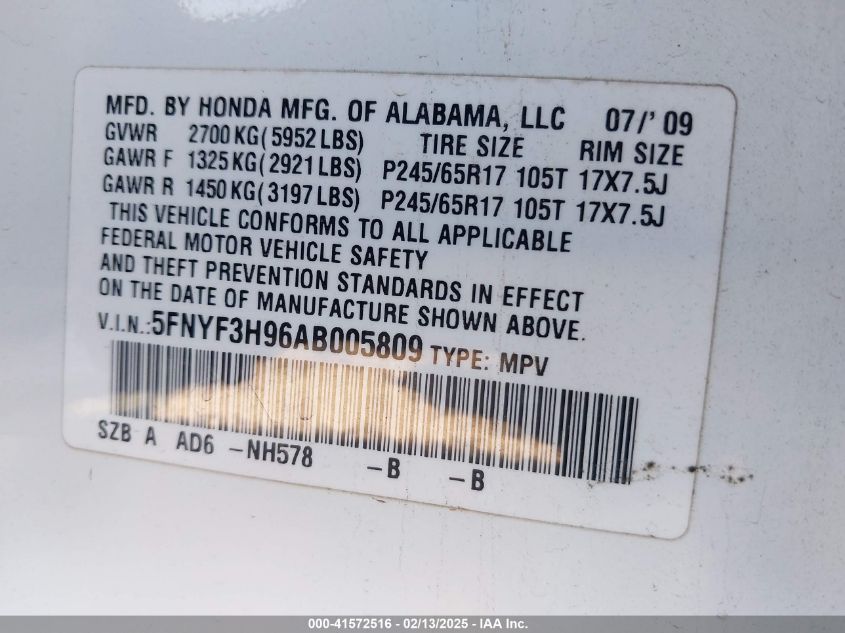 MFD. BY HONDA MFG. OF ALABAMA, LLC 07/'09
GVWR 2700 KG(5952 LBS) TIRE SIZE RIM SIZE
GAWR F 1325 KG(2921 LBS) P245/65R17 105T 17X7.5J
GAWR R 1450 KG(3197 LBS) P245/65R17 105T 17X7.5J
THIS VEHICLE CONFORMS TO ALL APPLICABLE
FEDERAL MOTOR VEHICLE SAFETY
AND THEFT PREVENTION STANDARDS IN EFFECT
ON THE DATE OF MANUFACTURE SHOWN ABOVE.
V.I.N.:5FNYF3H96AB005809 TYPE: MPV
SZB A AD6 -NH578 -B -B
000-41572516 - 02/13/2025 - IAA Inc.